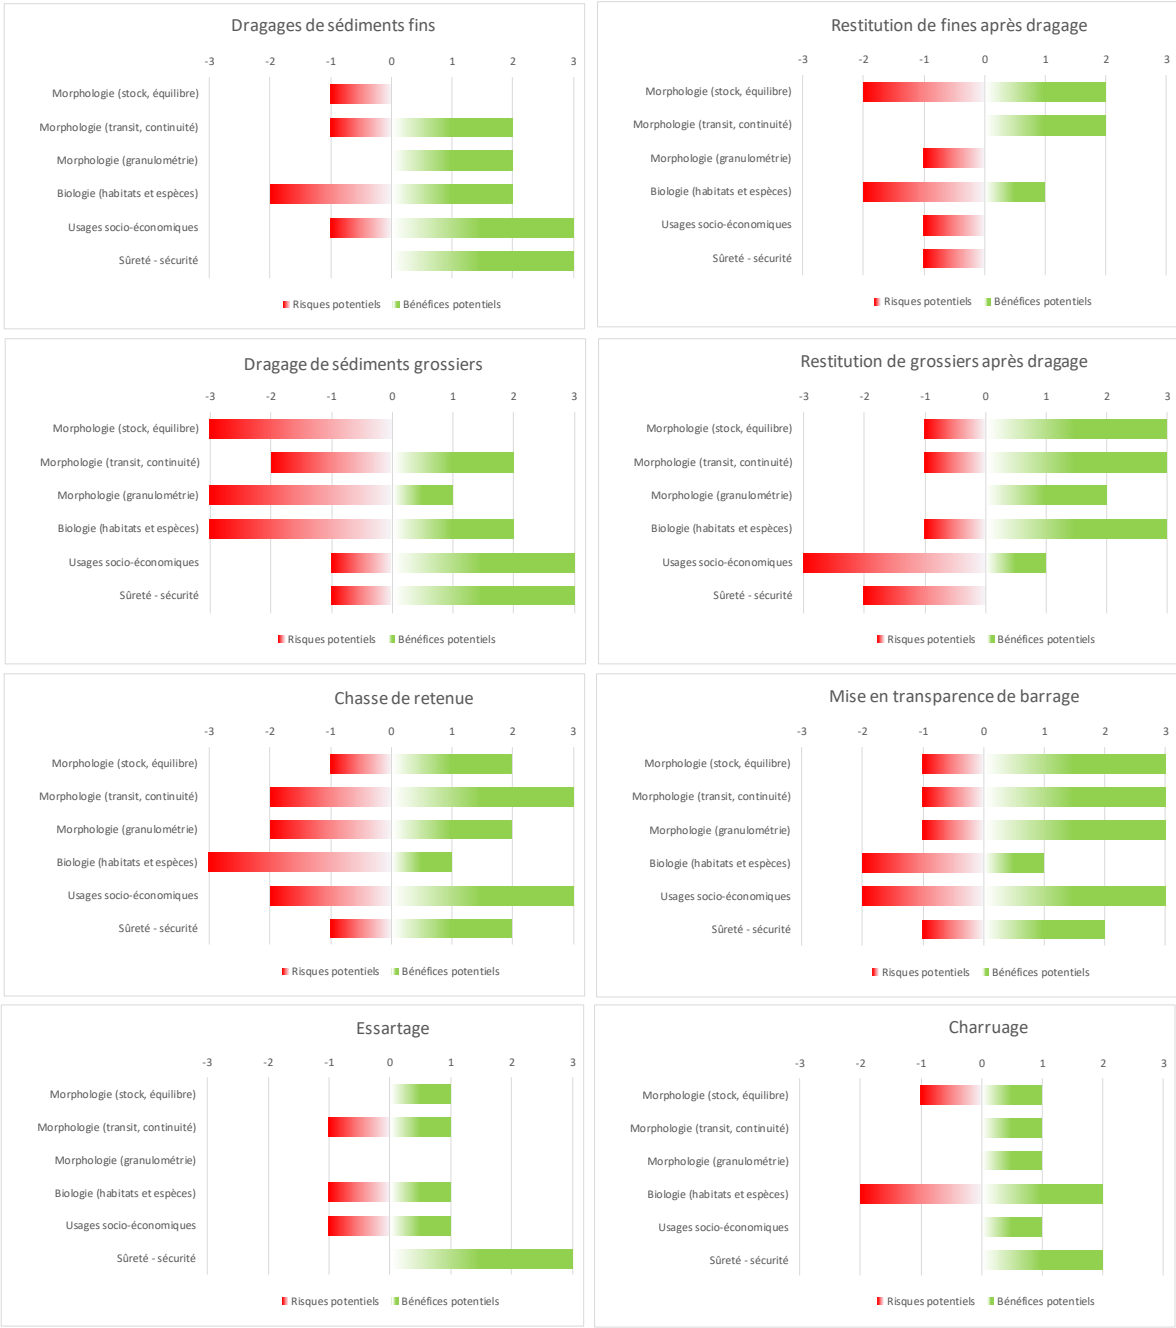 Dragages de sédiments fins
-3 -2 -1 0 1 2 3
Morphologie (stock, équilibre)
Morphologie (transit, continuité)
Morphologie (granulométrie)
Biologie (habitats et espèces)
Usages socio-économiques
Sûreté - sécurité
Risques potentiels Bénéfices potentiels
Restitution de fines après dragage
-3 -2 -1 0 1 2 3
Morphologie (stock, équilibre)
Morphologie (transit, continuité)
Morphologie (granulométrie)
Biologie (habitats et espèces)
Usages socio-économiques
Sûreté - sécurité
Risques potentiels Bénéfices potentiels
Dragage de sédiments grossiers
-3 -2 -1 0 1 2 3
Morphologie (stock, équilibre)
Morphologie (transit, continuité)
Morphologie (granulométrie)
Biologie (habitats et espèces)
Usages socio-économiques
Sûreté - sécurité
Risques potentiels Bénéfices potentiels
Restitution de grossiers après dragage
-3 -2 -1 0 1 2 3
Morphologie (stock, équilibre)
Morphologie (transit, continuité)
Morphologie (granulométrie)
Biologie (habitats et espèces)
Usages socio-économiques
Sûreté - sécurité
Risques potentiels Bénéfices potentiels
Chasse de retenue
-3 -2 -1 0 1 2 3
Morphologie (stock, équilibre)
Morphologie (transit, continuité)
Morphologie (granulométrie)
Biologie (habitats et espèces)
Usages socio-économiques
Sûreté - sécurité
Risques potentiels Bénéfices potentiels
Mise en transparence de barrage
-3 -2 -1 0 1 2 3
Morphologie (stock, équilibre)
Morphologie (transit, continuité)
Morphologie (granulométrie)
Biologie (habitats et espèces)
Usages socio-économiques
Sûreté - sécurité
Risques potentiels Bénéfices potentiels
Essartage
-3 -2 -1 0 1 2 3
Morphologie (stock, équilibre)
Morphologie (transit, continuité)
Morphologie (granulométrie)
Biologie (habitats et espèces)
Usages socio-économiques
Sûreté - sécurité
Risques potentiels Bénéfices potentiels
Charruage
-3 -2 -1 0 1 2 3
Morphologie (stock, équilibre)
Morphologie (transit, continuité)
Morphologie (granulométrie)
Biologie (habitats et espèces)
Usages socio-économiques
Sûreté - sécurité
Risques potentiels Bénéfices potentiels